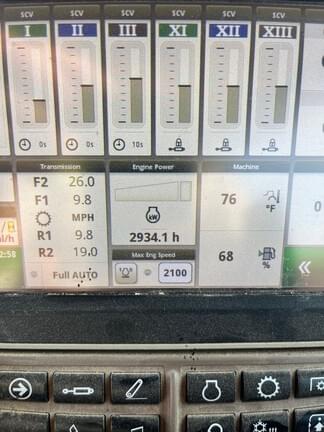 SCV SCV SCV SCV SCV SCV
I II III XI XII XIII
0s 0s 10s
Transmission Engine Power Machine
F2 26.0
F1 9.8
MPH
R1 9.8
R2 19.0
Full AUTO
kW
2934.1 h
Max Eng Speed
2100
76 °F
68 %
0
2:58